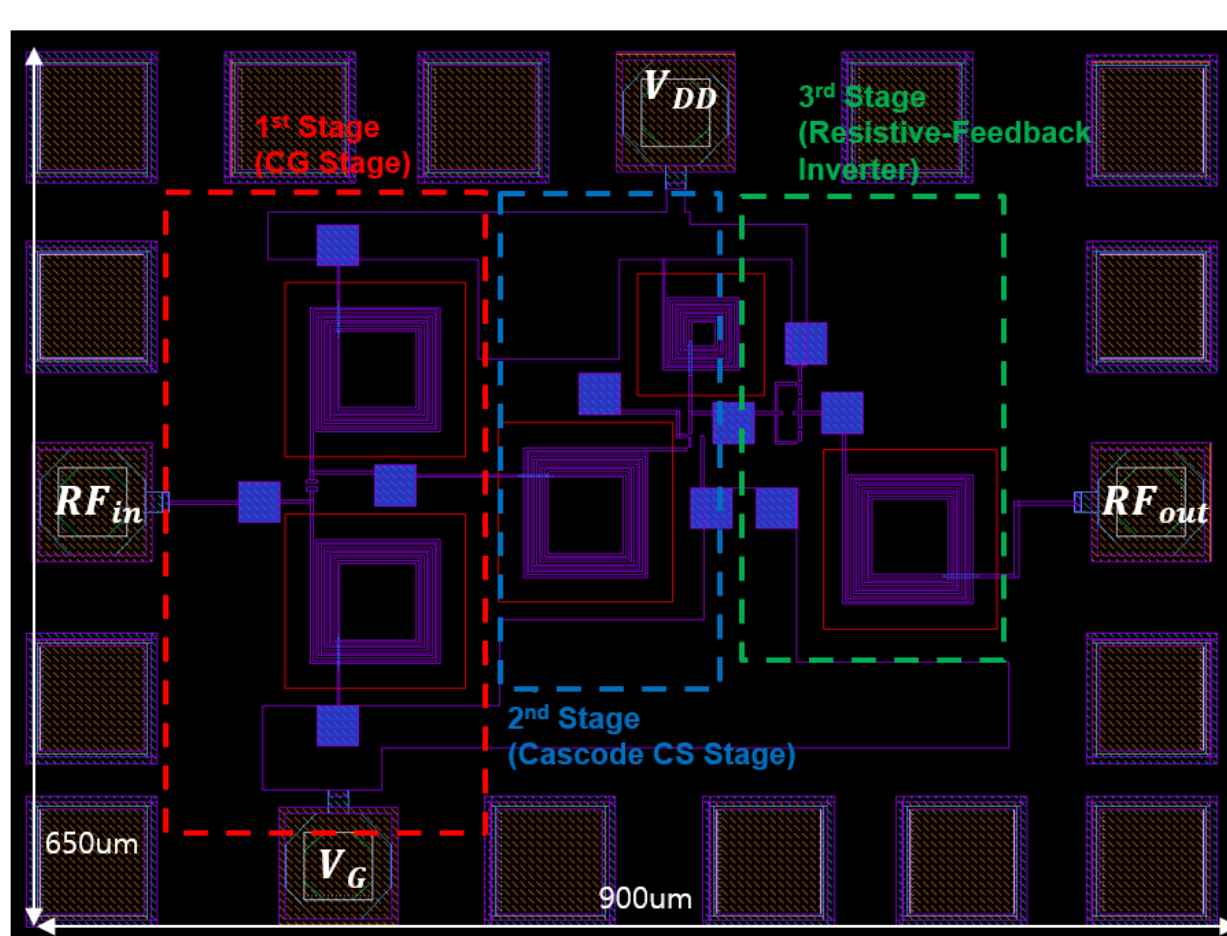 V_DD
3rd Stage
(Resistive-Feedback
Inverter)
1st Stage
(CG Stage)
RF_in
RF_out
2nd Stage
(Cascode CS Stage)
650um
V_G
900um